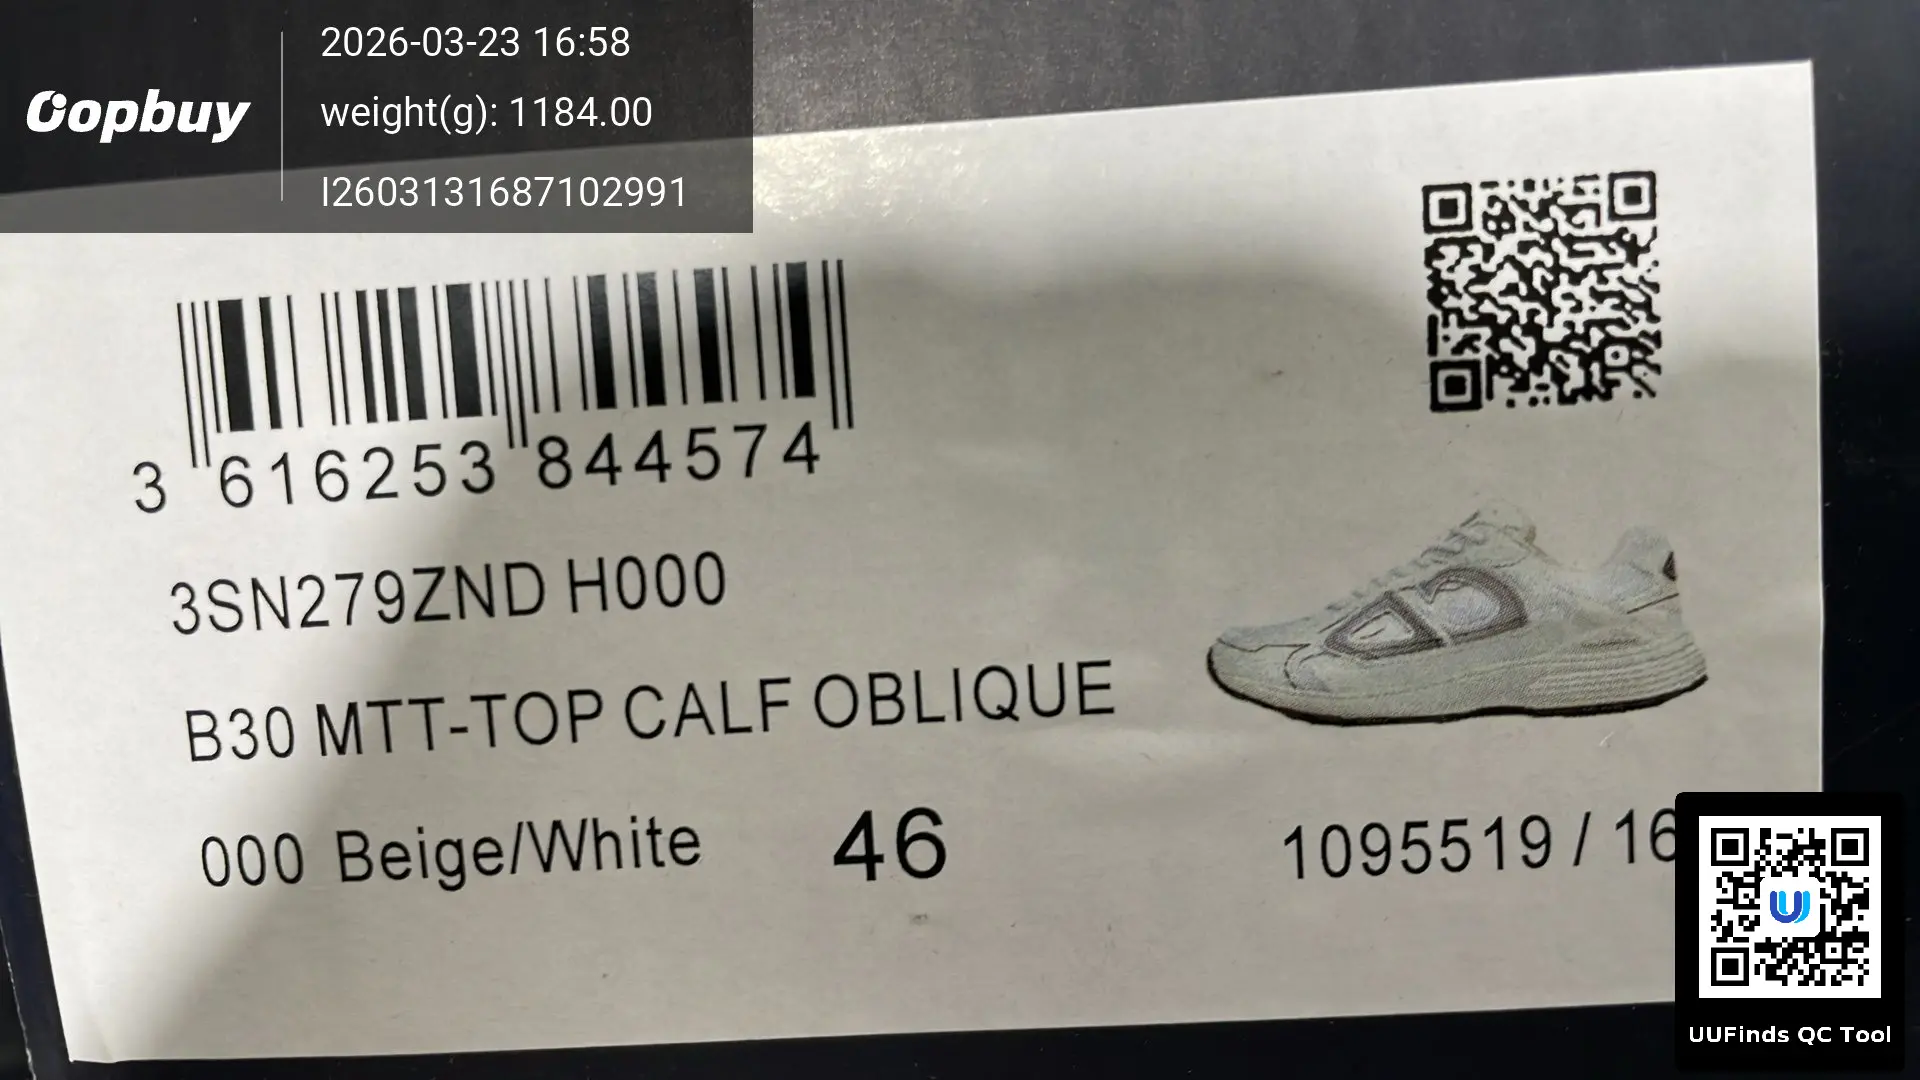 Oopbuy
2026-03-23 16:58
weight(g): 1184.00
I2603131687102991
3 616253 844574
3SN279ZND H000
B30 MTT-TOP CALF OBLIQUE
000 Beige/White 46 1095519 / 16
UUFinds QC Tool